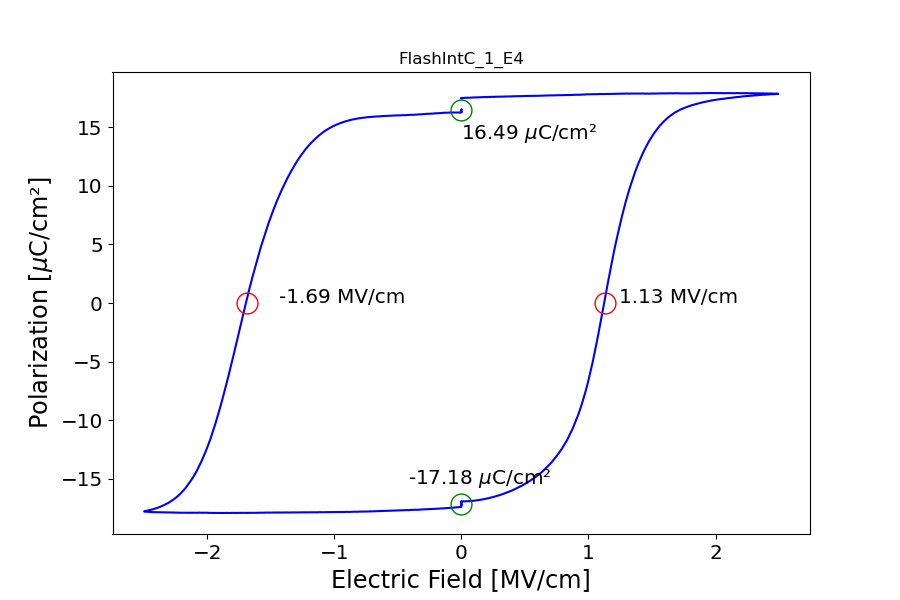 FlashIntC_1_E4
Polarization [μC/cm²]
15
10
5
0
−5
−10
−15
16.49 μC/cm²
-1.69 MV/cm
1.13 MV/cm
-17.18 μC/cm²
−2
−1
0
1
2
Electric Field [MV/cm]